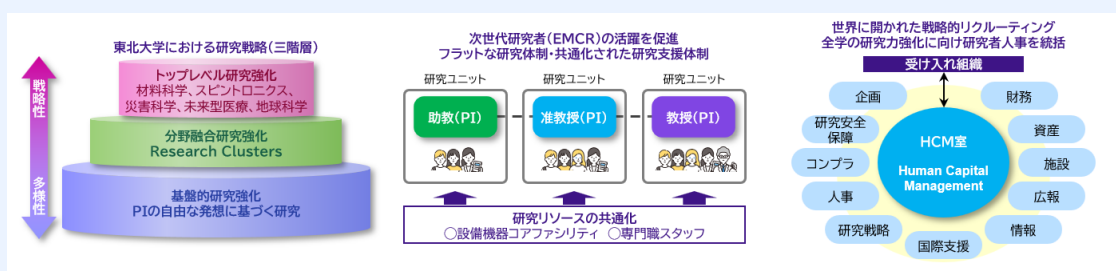 東北大学における研究戦略(三階層)
戦略性
多様性
トップレベル研究強化
材料科学、スピントロニクス、
災害科学、未来型医療、地球科学
分野融合研究強化
Research Clusters
基盤的研究強化
PIの自由な発想に基づく研究
次世代研究者(EMCR)の活躍を促進
フラットな研究体制・共通化された研究支援体制
研究ユニット
研究ユニット
研究ユニット
助教(PI)
准教授(PI)
教授(PI)
研究リソースの共通化
○設備機器コアファシリティ ○専門職スタッフ
世界に開かれた戦略的リクルーティング
全学の研究力強化に向け研究者人事を統括
受け入れ組織
企画
財務
研究安全
保障
資産
コンプラ
施設
人事
広報
研究戦略
情報
国際支援
HCM室
Human Capital
Management